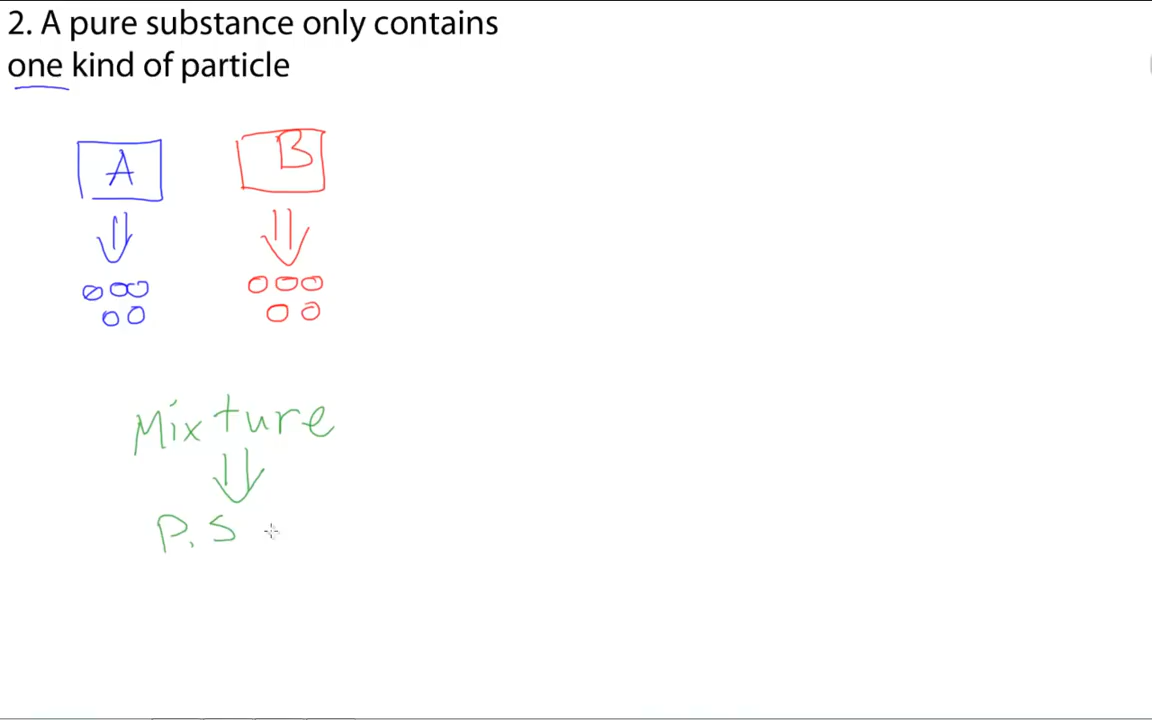 2. A pure substance only contains
one kind of particle
A B
Mixture
P. S